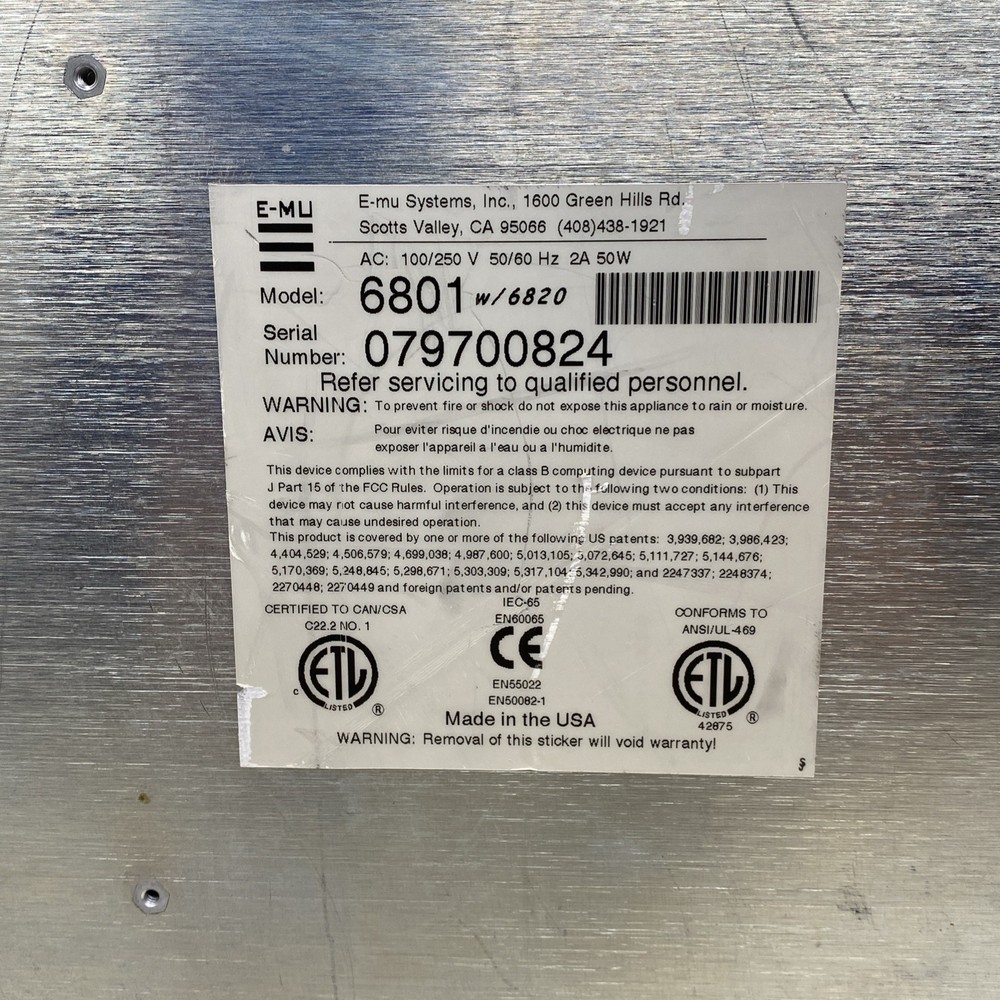 E-MU
E-mu Systems, Inc., 1600 Green Hills Rd.
Scotts Valley, CA 95066 (408)438-1921
AC: 100/250 V 50/60 Hz 2A 50W
Model: 6801 w/6820
Serial
Number: 079700824
Refer servicing to qualified personnel.
WARNING: To prevent fire or shock do not expose this appliance to rain or moisture.
AVIS: Pour eviter risque d'incendie ou choc electrique ne pas
exposer l'appareil a l'eau ou a l'humidite.
This device complies with the limits for a class B computing device pursuant to subpart
J Part 15 of the FCC Rules. Operation is subject to the following two conditions: (1) This
device may not cause harmful interference, and (2) this device must accept any interference
that may cause undesired operation.
This product is covered by one or more of the following US patents: 3,939,682; 3,986,423;
4,404,529; 4,506,579; 4,699,038; 4,987,600; 5,013,105; 5,072,645; 5,111,727; 5,144,676;
5,170,369; 5,248,845; 5,298,671; 5,303,309; 5,317,104; 5,342,990; and 2247337; 2248374;
2270448; 2270449 and foreign patents and/or patents pending.
CERTIFIED TO CAN/CSA
C22.2 NO. 1
C ETL
LISTED ®
IEC-65
EN60065
CE
EN55022
EN50082-1
CONFORMS TO
ANSI/UL-469
ETL
LISTED ®
42875
Made in the USA
WARNING: Removal of this sticker will void warranty!